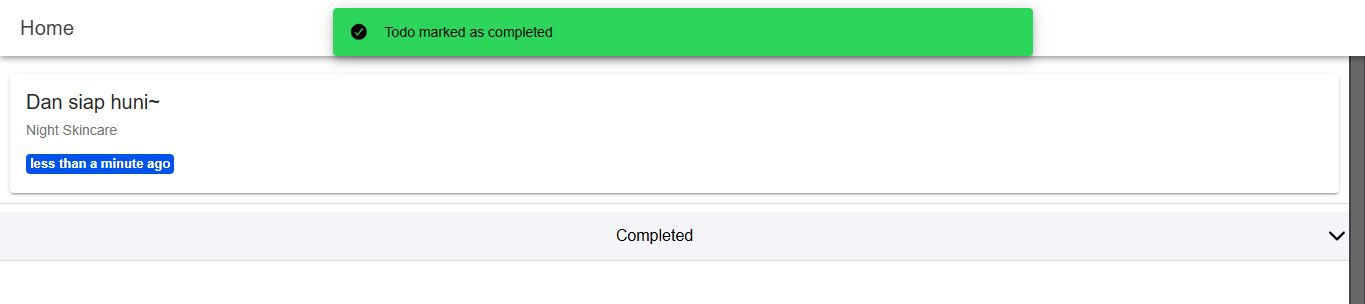 Home
Todo marked as completed
Dan siap huni~
Night Skincare
less than a minute ago
Completed